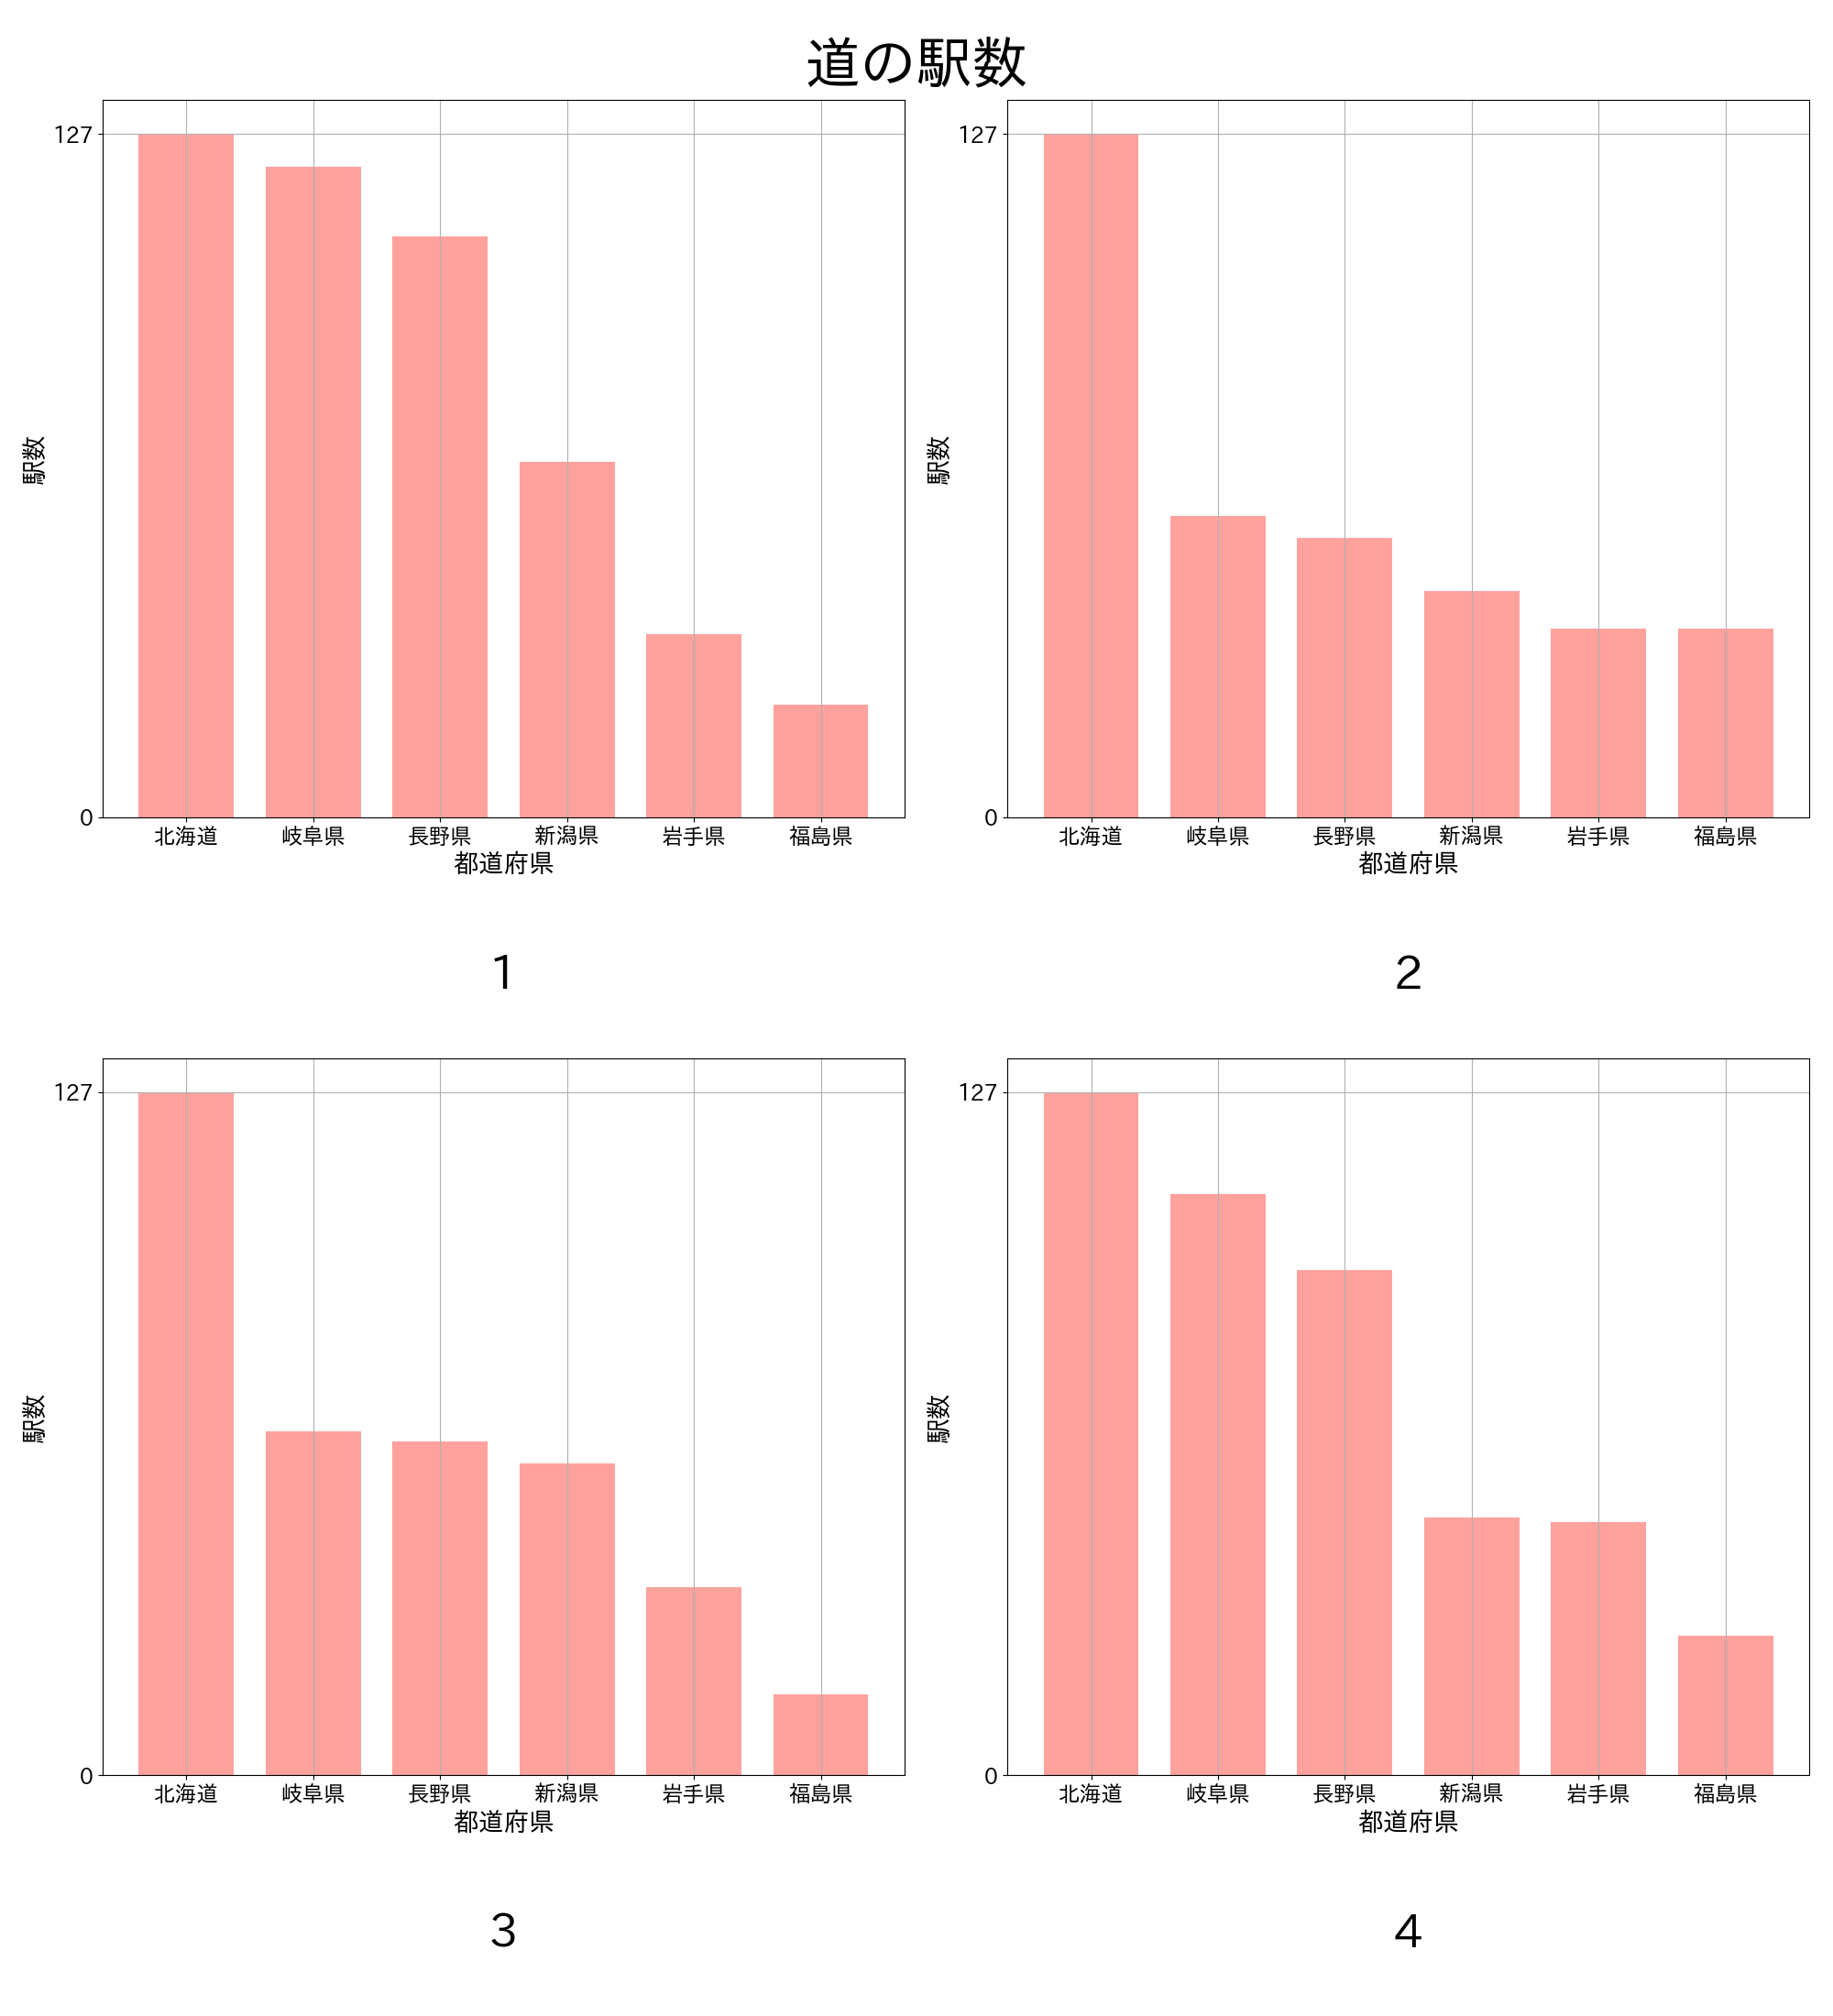 道の駅数
127
0
駅数
北海道 岐阜県 長野県 新潟県 岩手県 福島県
都道府県
1
127
0
駅数
北海道 岐阜県 長野県 新潟県 岩手県 福島県
都道府県
2
127
0
駅数
北海道 岐阜県 長野県 新潟県 岩手県 福島県
都道府県
3
127
0
駅数
北海道 岐阜県 長野県 新潟県 岩手県 福島県
都道府県
4